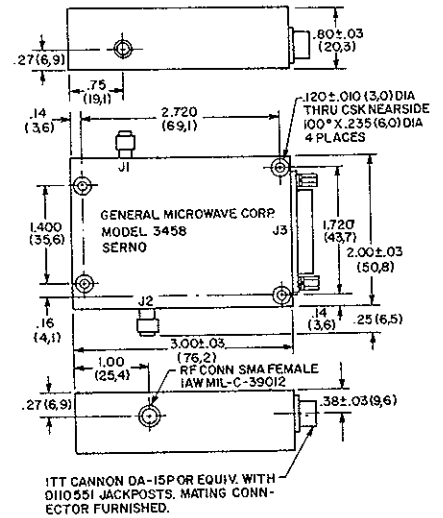 .80±.03
(20,3)
.27(6,9)
.75
(19,1)
.14
(3,6)
2.720
(69,1)
.120±.010 (3,0) DIA
THRU CSK NEARSIDE
100° X .235(6,0) DIA
4 PLACES
J1
1.400
(35,6)
GENERAL MICROWAVE CORP.
MODEL 3458
SERNO
J3
1.720
(43,7)
2.00±.03
(50,8)
J2
.16
(4,1)
.14
(3,6)
.25(6,5)
3.00±.03
(76,2)
1.00
(25,4)
RF CONN SMA FEMALE
IAW MIL-C-39012
.27(6,9)
.38±.03(9,6)
ITT CANNON DA-15P OR EQUIV. WITH
D110551 JACKPOSTS. MATING CONN-
ECTOR FURNISHED.